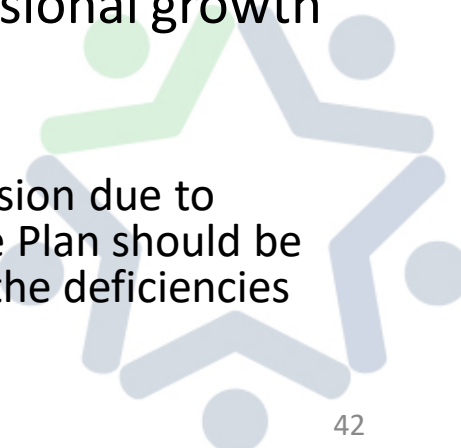 sional growth
sion due to
e Plan should be
the deficiencies
42